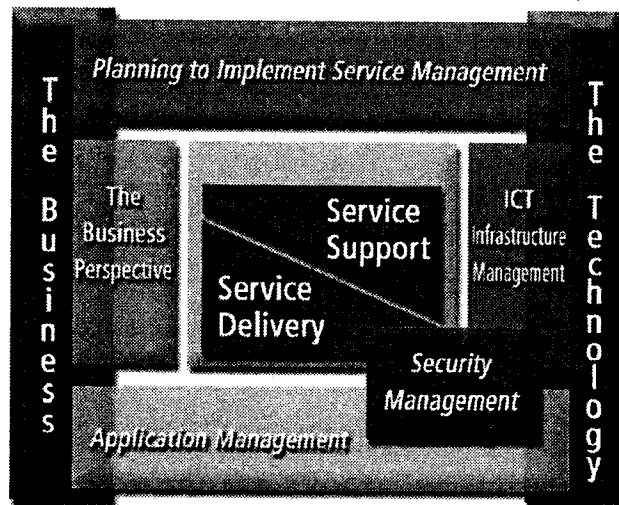 Planning to Implement Service Management
The Business
The
Business
Perspective
Service
Support
Service
Delivery
ICT
Infrastructure
Management
The Technology
Security
Management
Application Management